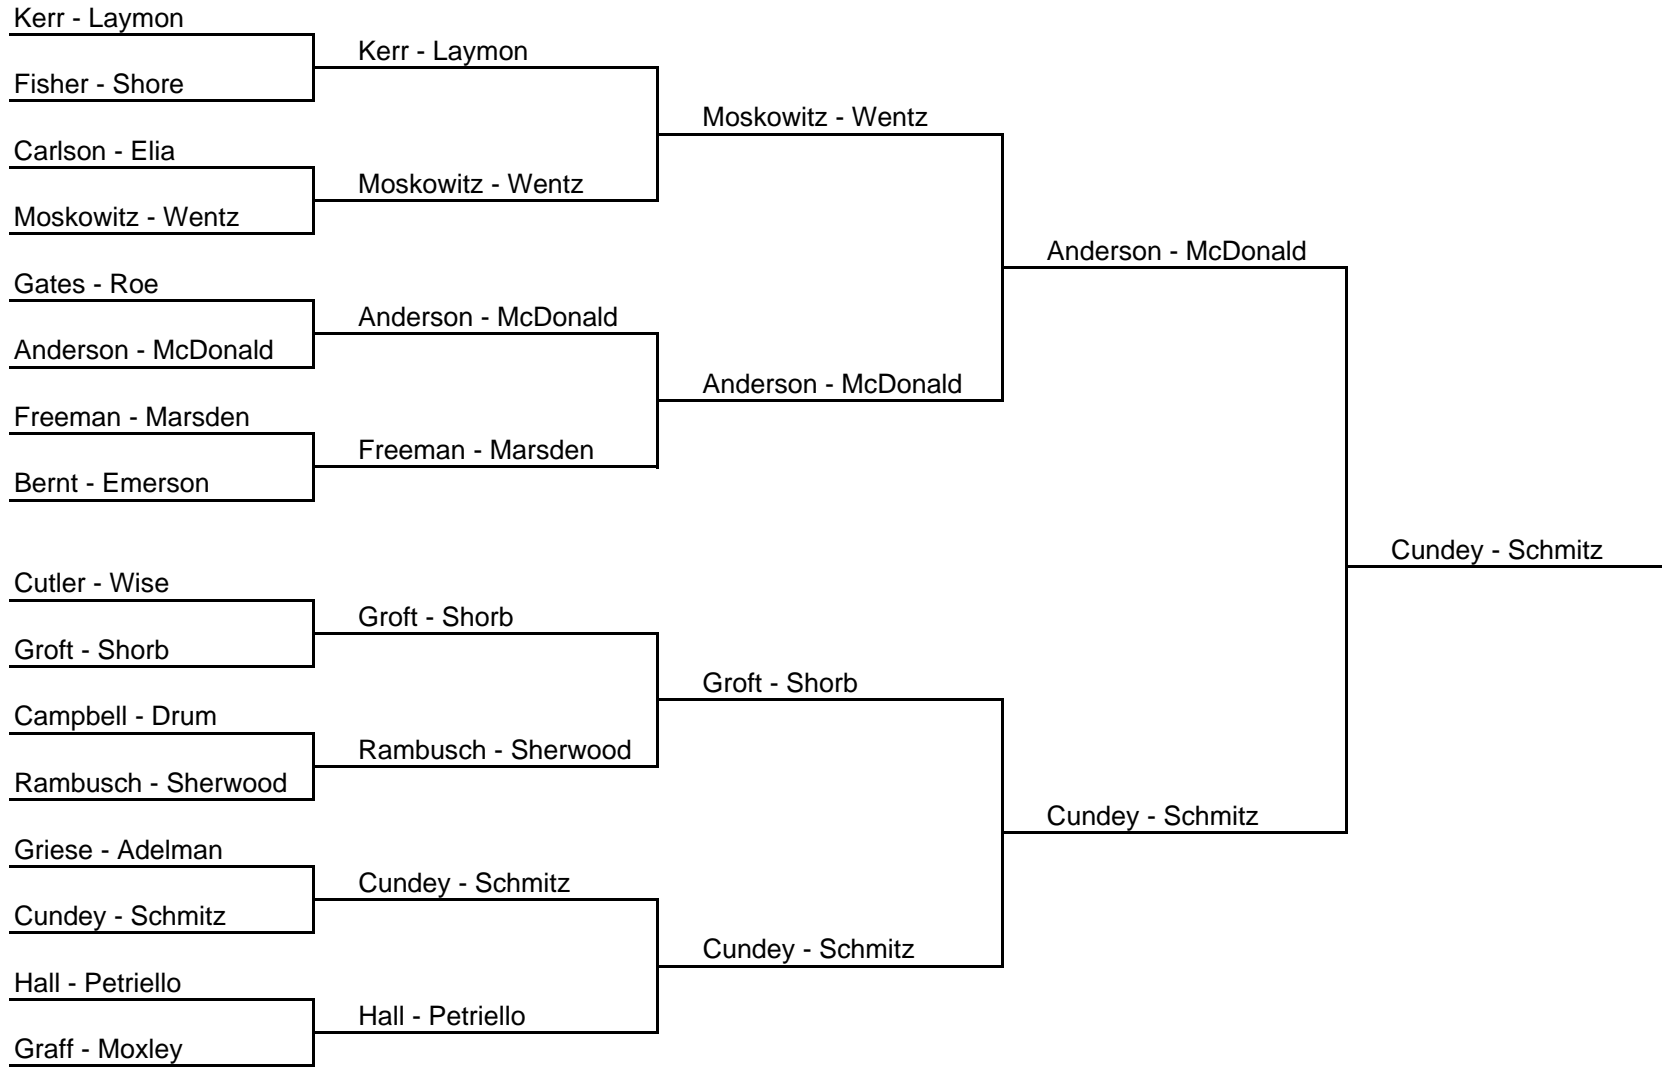 Kerr - Laymon
Fisher - Shore
Carlson - Elia
Moskowitz - Wentz
Gates - Roe
Anderson - McDonald
Freeman - Marsden
Bernt - Emerson
Cutler - Wise
Groft - Shorb
Campbell - Drum
Rambusch - Sherwood
Griese - Adelman
Cundey - Schmitz
Hall - Petriello
Graff - Moxley
Kerr - Laymon
Moskowitz - Wentz
Anderson - McDonald
Freeman - Marsden
Groft - Shorb
Rambusch - Sherwood
Cundey - Schmitz
Hall - Petriello
Moskowitz - Wentz
Anderson - McDonald
Groft - Shorb
Cundey - Schmitz
Anderson - McDonald
Cundey - Schmitz
Cundey - Schmitz